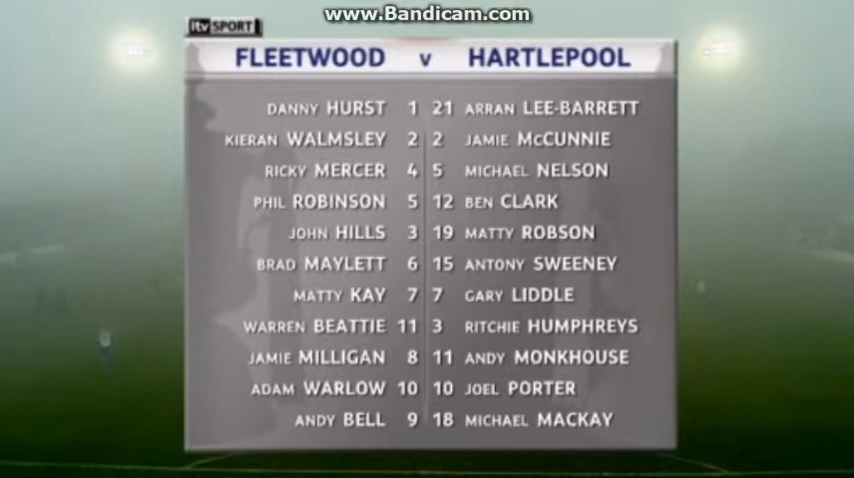 www.Bandicam.com
itv SPORT
FLEETWOOD v HARTLEPOOL
DANNY HURST 1 21 ARRAN LEE-BARRETT
KIERAN WALMSLEY 2 2 JAMIE McCUNNIE
RICKY MERCER 4 5 MICHAEL NELSON
PHIL ROBINSON 5 12 BEN CLARK
JOHN HILLS 3 19 MATTY ROBSON
BRAD MAYLETT 6 15 ANTONY SWEENEY
MATTY KAY 7 7 GARY LIDDLE
WARREN BEATTIE 11 3 RITCHIE HUMPHREYS
JAMIE MILLIGAN 8 11 ANDY MONKHOUSE
ADAM WARLOW 10 10 JOEL PORTER
ANDY BELL 9 18 MICHAEL MACKAY